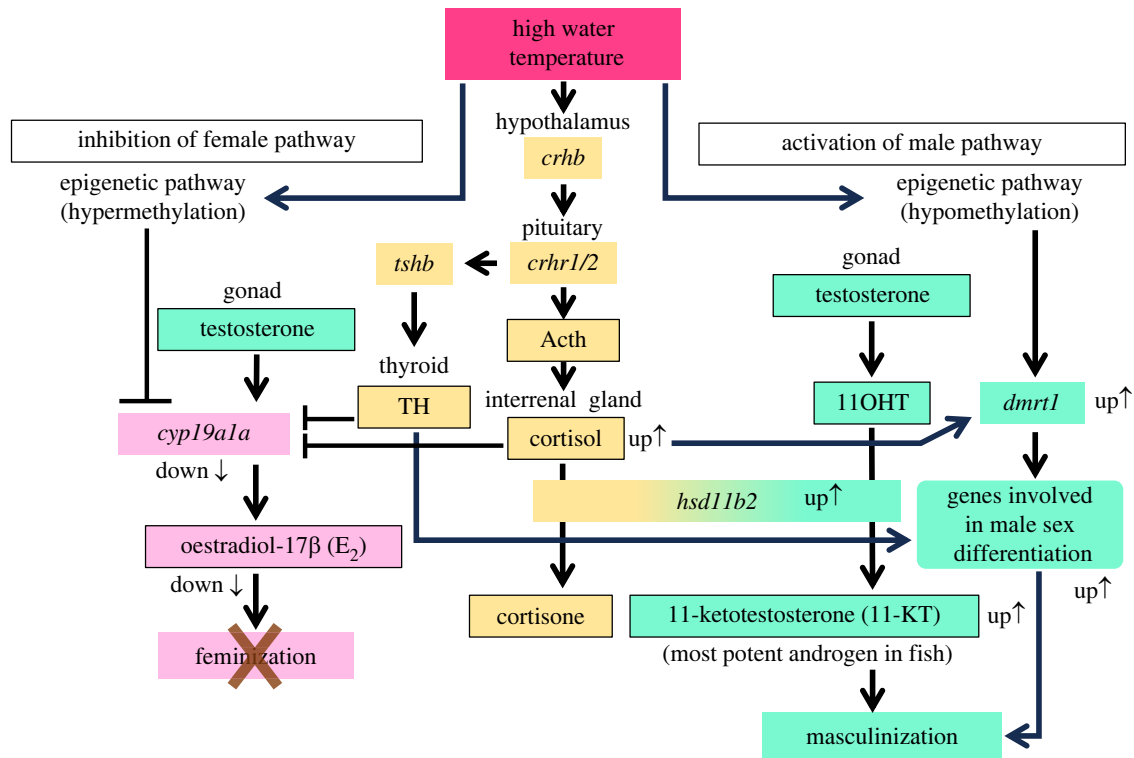 high water
temperature
inhibition of female pathway
epigenetic pathway
(hypermethylation)
hypothalamus
crhb
activation of male pathway
epigenetic pathway
(hypomethylation)
pituitary
crhr1/2
tshb
gonad
testosterone
gonad
testosterone
Acth
thyroid
TH
interrenal gland
cortisol
up↑
11OHT
dmrt1
up↑
cyp19a1a
down ↓
hsd11b2
up↑
genes involved
in male sex
differentiation
up↑
oestradiol-17β (E₂)
down ↓
feminization
cortisone
11-ketotestosterone (11-KT)
up↑
(most potent androgen in fish)
masculinization